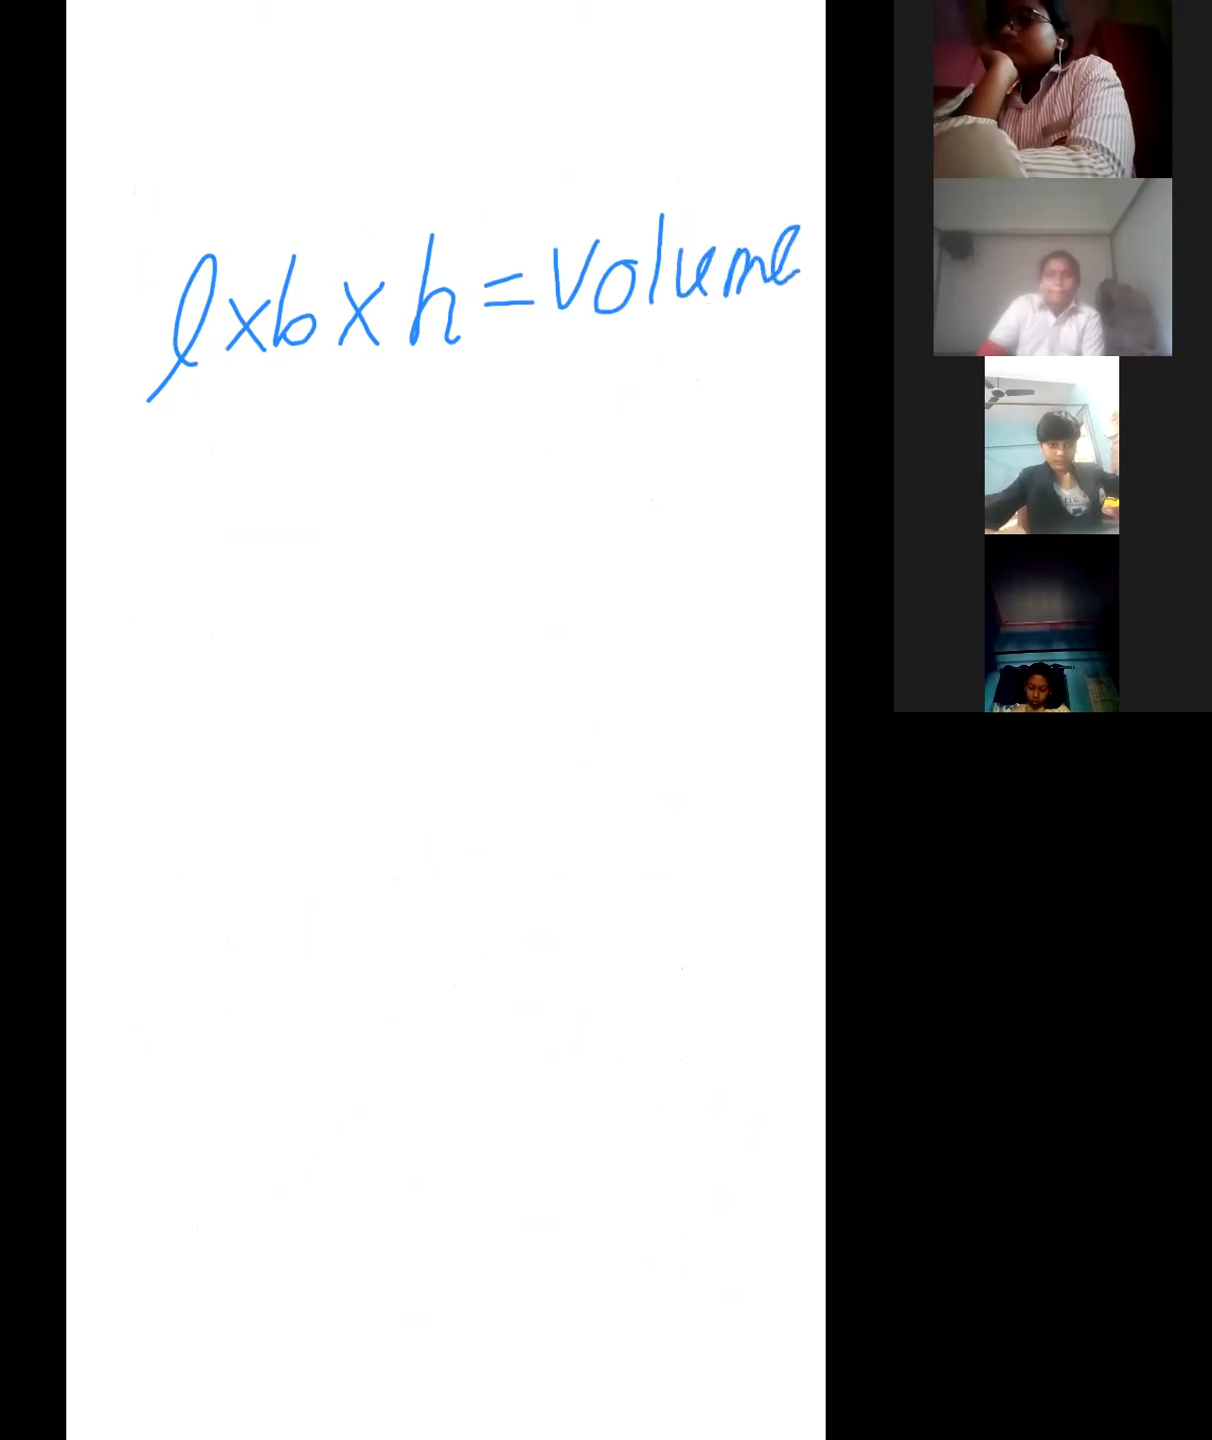 l x b x h = volume